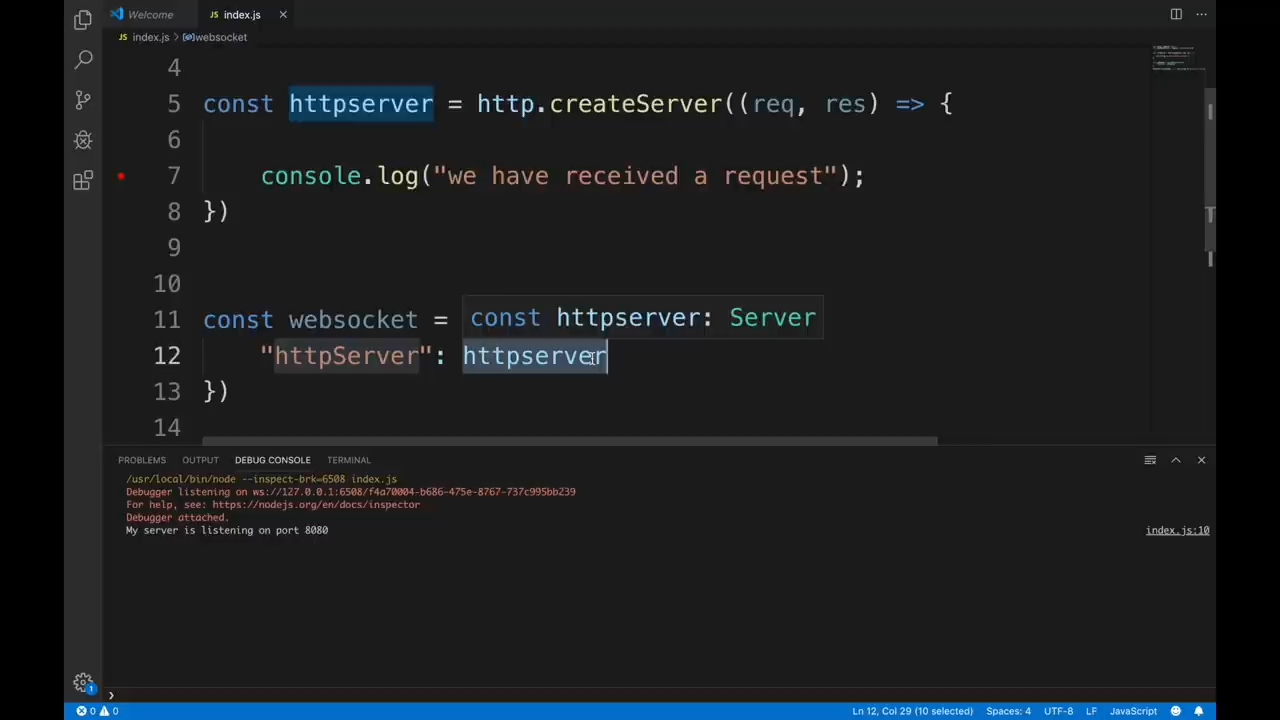 Welcome
JS index.js
JS index.js > websocket
4
5 const httpserver = http.createServer((req, res) => {
6
7 console.log("we have received a request");
8 })
9
10
11 const websocket =
const httpserver: Server
12 "httpServer": httpserver
13 })
14
PROBLEMS OUTPUT DEBUG CONSOLE TERMINAL
/usr/local/bin/node --inspect-brk=6508 index.js
Debugger listening on ws://127.0.0.1:6508/f4a70004-b686-475e-8767-737c995bb239
For help, see: https://nodejs.org/en/docs/inspector
Debugger attached.
My server is listening on port 8080 index.js:10
1
0 0 Ln 12, Col 29 (10 selected) Spaces: 4 UTF-8 LF JavaScript